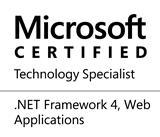 Microsoft
CERTIFIED
Technology Specialist
.NET Framework 4, Web
Applications